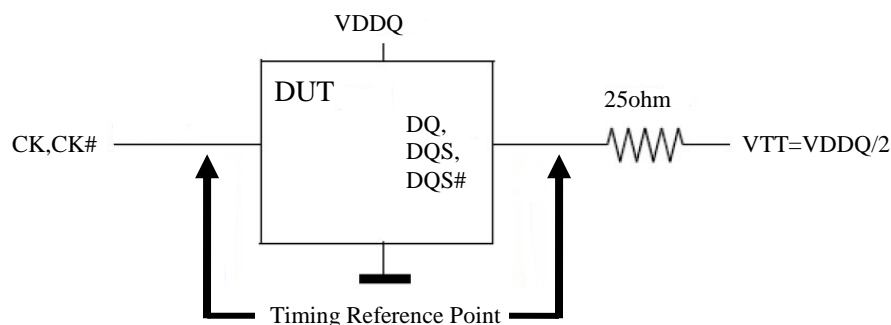 VDDQ
DUT
25ohm
DQ,
DQS,
DQS#
CK,CK#
VTT=VDDQ/2
Timing Reference Point